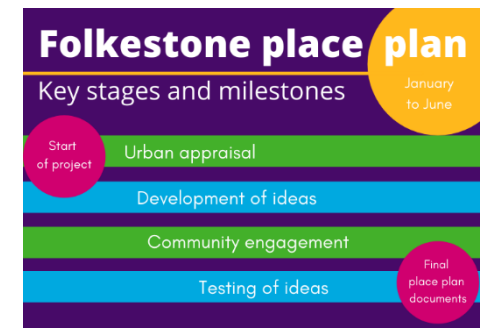 Folkestone place plan
Key stages and milestones
January
to June
Start
of project
Urban appraisal
Development of ideas
Community engagement
Testing of ideas
Final
place plan
documents